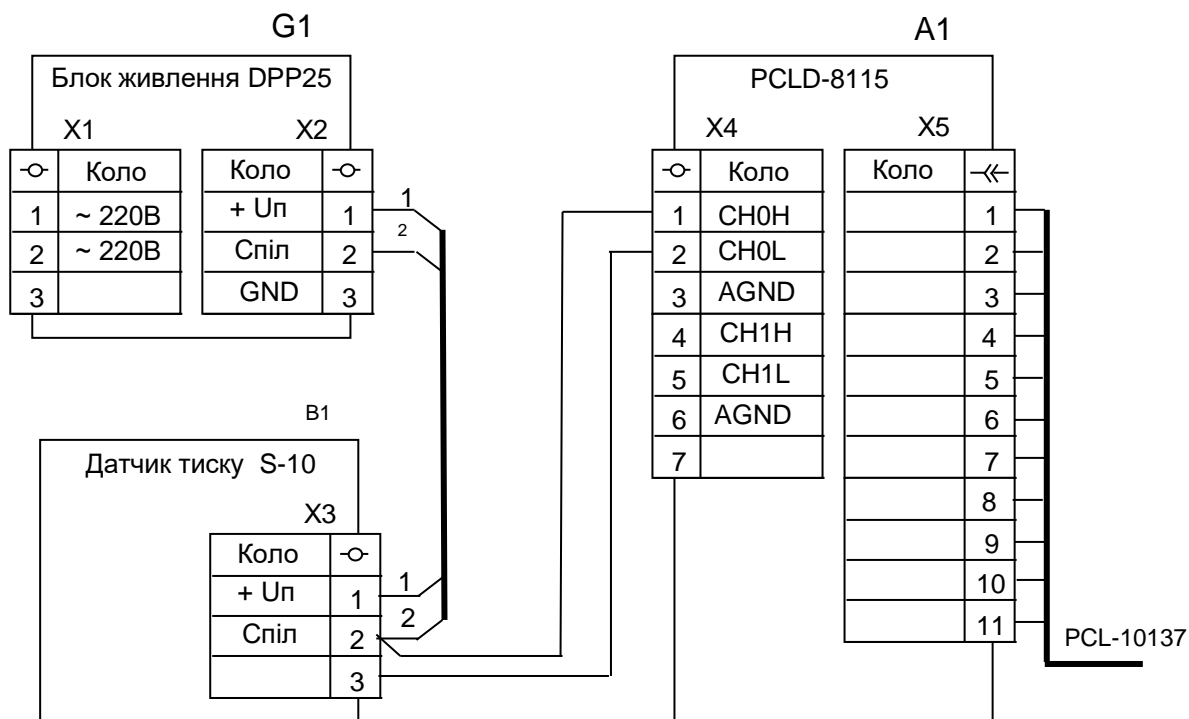 G1
Блок живлення DPP25
X1 X2
Коло Коло
1 ~ 220В + Uп 1 1
2 ~ 220В Спіл 2 2
3 GND 3
B1
Датчик тиску S-10
X3
Коло
+ Uп 1 1
Спіл 2 2
3
A1
PCLD-8115
X4 X5
Коло Коло
1 CH0H 1
2 CH0L 2
3 AGND 3
4 CH1H 4
5 CH1L 5
6 AGND 6
7 7
8
9
10
11
PCL-10137